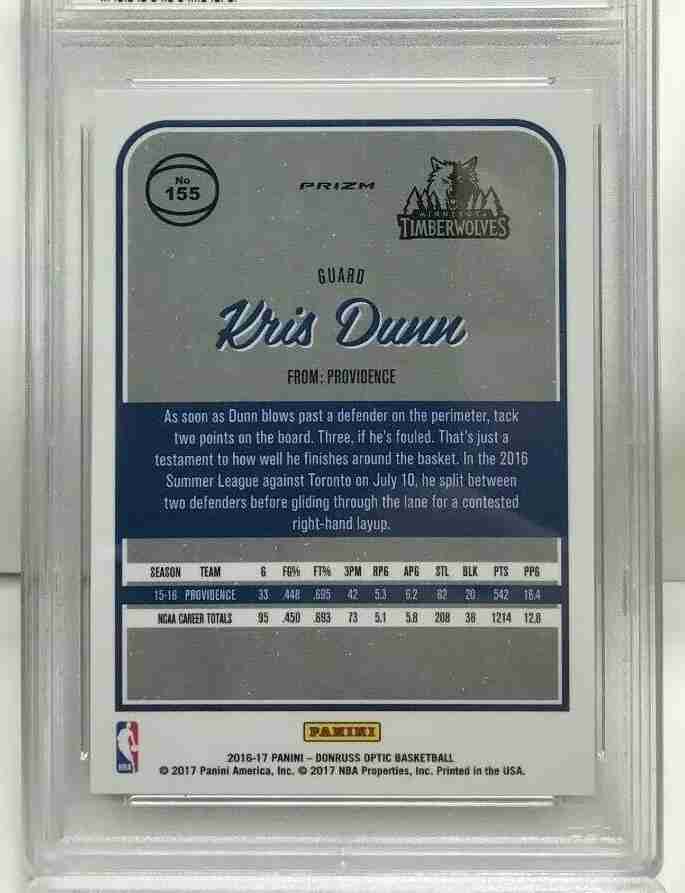 No
155
PRIZM
MINNESOTA
TIMBERWOLVES
GUARD
Kris Dunn
FROM: PROVIDENCE
As soon as Dunn blows past a defender on the perimeter, tack
two points on the board. Three, if he's fouled. That's just a
testament to how well he finishes around the basket. In the 2016
Summer League against Toronto on July 10, he split between
two defenders before gliding through the lane for a contested
right-hand layup.
SEASON TEAM G FG% FT% 3PM RPG APG STL BLK PTS PPG
15-16 PROVIDENCE 33 .448 .695 42 5.3 6.2 82 20 542 16.4
NCAA CAREER TOTALS 95 .450 .693 73 5.1 5.8 208 36 1214 12.8
PANINI
NBA
2016-17 PANINI – DONRUSS OPTIC BASKETBALL
© 2017 Panini America, Inc. © 2017 NBA Properties, Inc. Printed in the USA.